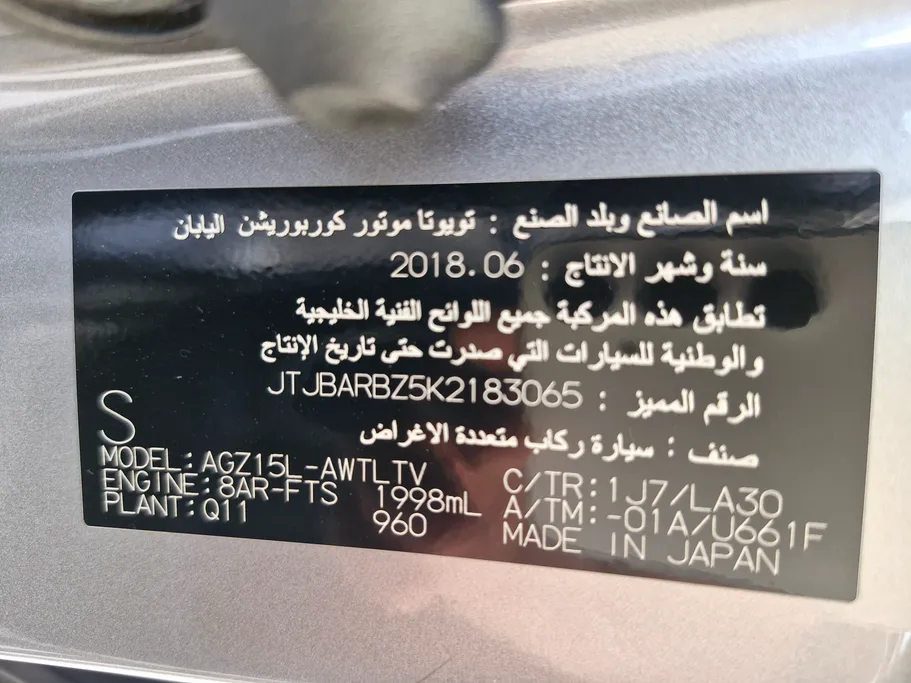 اسم الصانع وبلد الصنع : تويوتا موتور كوربوريشن اليابان
سنة وشهر الانتاج : 2018.06
تطابق هذه المركبة جميع اللوائح الفنية الخليجية
والوطنية للسيارات التي صدرت حتى تاريخ الإنتاج
الرقم المميز : JTJBARBZ5K2183065
صنف : سيارة ركاب متعددة الاغراض
S
MODEL:AGZ15L-AWTLTV C/TR:1J7/LA30
ENGINE:8AR-FTS 1998mL A/TM:-01A/U661F
PLANT:Q11 960 MADE IN JAPAN